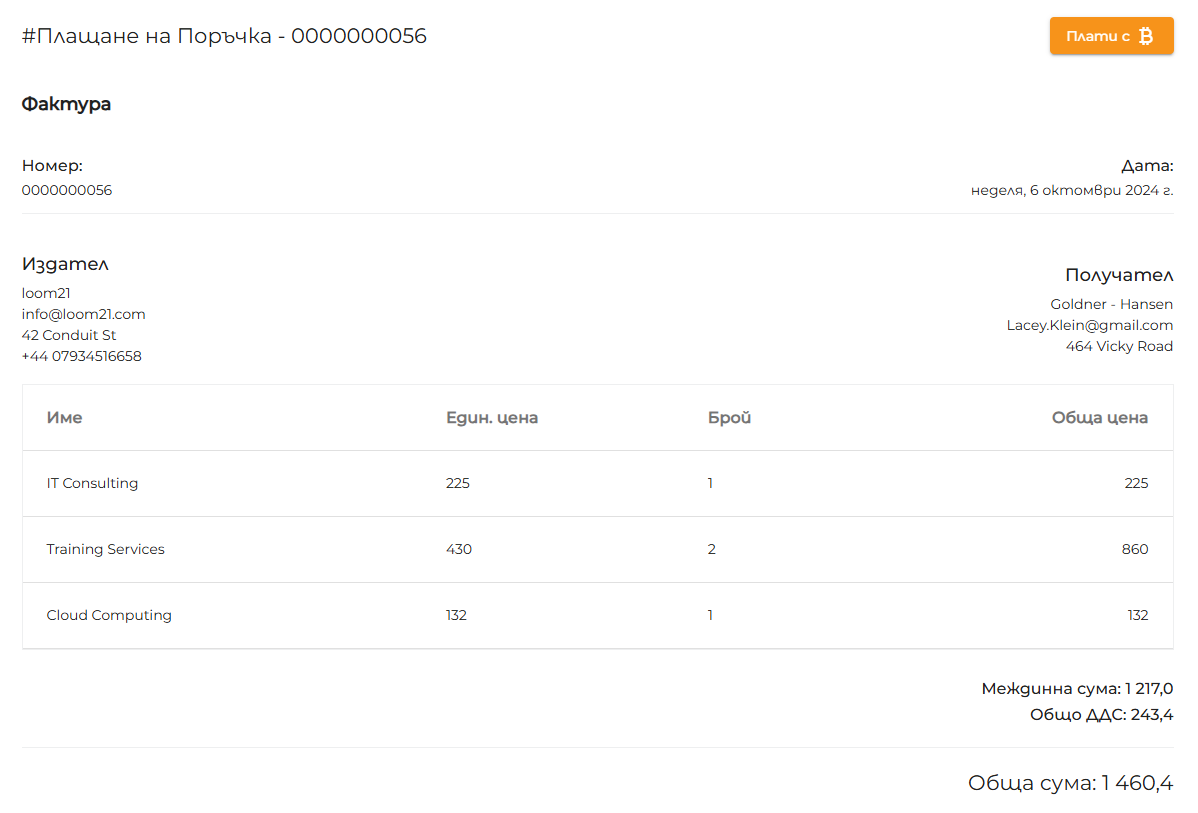 #Плащане на Поръчка - 0000000056
Плати с
Фактура
Номер:
0000000056
Дата:
неделя, 6 октомври 2024 г.
Издател
loom21
info@loom21.com
42 Conduit St
+44 07934516658
Получател
Goldner - Hansen
Lacey.Klein@gmail.com
464 Vicky Road
Име Един. цена Брой Обща цена
IT Consulting 225 1 225
Training Services 430 2 860
Cloud Computing 132 1 132
Междинна сума: 1 217,0
Общо ДДС: 243,4
Обща сума: 1 460,4